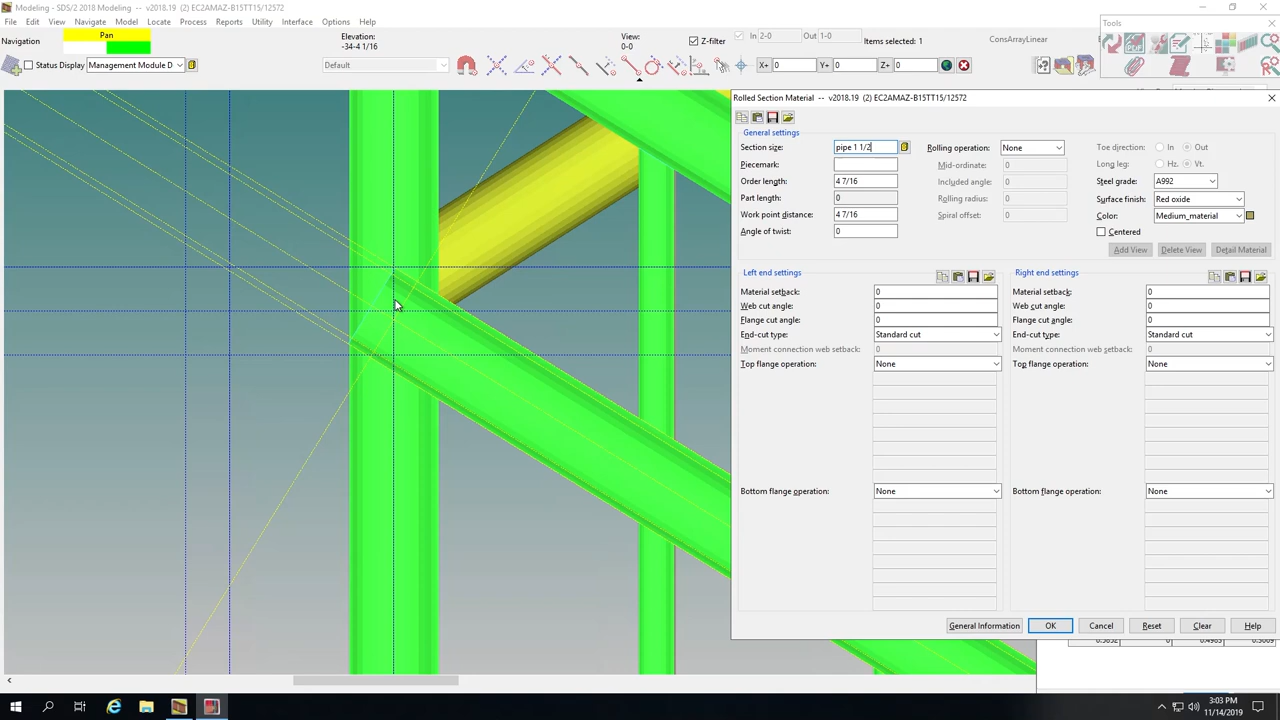 Modeling - SDS/2 2018 Modeling - EC2AMAZ-B15TT15/12572
File Edit View Navigate Model Locate Process Reports Utility Interface Options Help
Navigation
Pan
Elevation:
-34-4 1/16
View:
0-0
Z-filter
In 2-0
Out 1-0
Items selected: 1
ConsArrayLinear
Tools
Status Display
Management Module D
Default
X+ 0
Y+ 0
Z+ 0
Rolled Section Material -- v2018.19 (2) EC2AMAZ-B15TT15/12572
General settings
Section size: pipe 1 1/2
Piecemark:
Order length: 4 7/16
Part length: 0
Work point distance: 4 7/16
Angle of twist: 0
Rolling operation: None
Mid-ordinate: 0
Included angle: 0
Rolling radius: 0
Spiral offset: 0
Toe direction: In Out
Long leg: Hz. Vt.
Steel grade: A992
Surface finish: Red oxide
Color: Medium_material
Centered
Add View Delete View Detail Material
Left end settings
Material setback: 0
Web cut angle: 0
Flange cut angle: 0
End-cut type: Standard cut
Moment connection web setback: 0
Top flange operation: None
Bottom flange operation: None
Right end settings
Material setback: 0
Web cut angle: 0
Flange cut angle: 0
End-cut type: Standard cut
Moment connection web setback: 0
Top flange operation: None
Bottom flange operation: None
General Information OK Cancel Reset Clear Help
3:03 PM
11/14/2019